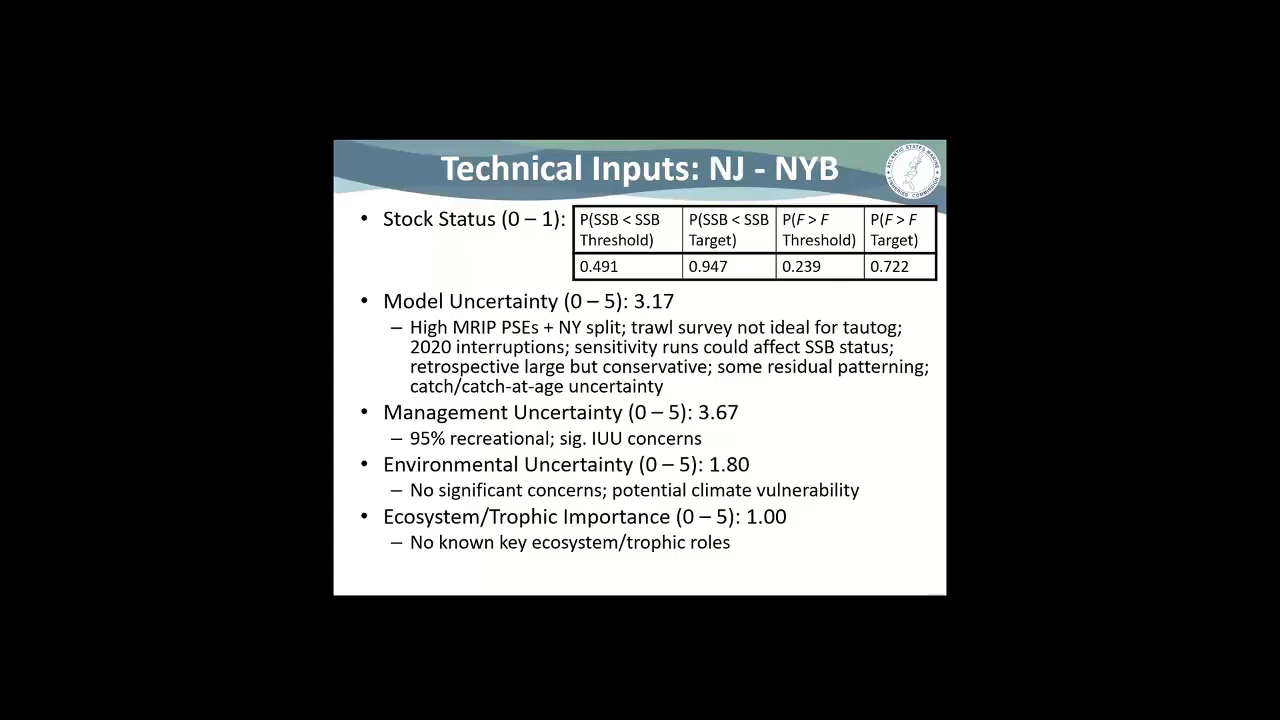 Technical Inputs: NJ - NYB
ATLANTIC STATES MARINE FISHERIES COMMISSION
• Stock Status (0 – 1):
P(SSB < SSB Threshold) P(SSB < SSB Target) P(F > F Threshold) P(F > F Target)
0.491 0.947 0.239 0.722
• Model Uncertainty (0 – 5): 3.17
– High MRIP PSEs + NY split; trawl survey not ideal for tautog;
2020 interruptions; sensitivity runs could affect SSB status;
retrospective large but conservative; some residual patterning;
catch/catch-at-age uncertainty
• Management Uncertainty (0 – 5): 3.67
– 95% recreational; sig. IUU concerns
• Environmental Uncertainty (0 – 5): 1.80
– No significant concerns; potential climate vulnerability
• Ecosystem/Trophic Importance (0 – 5): 1.00
– No known key ecosystem/trophic roles